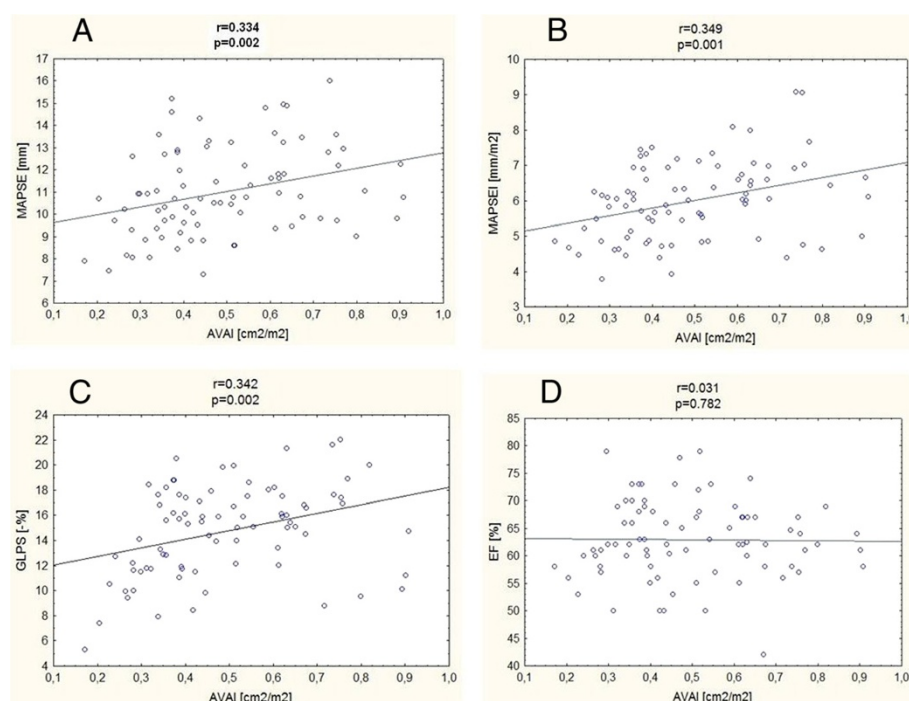 A
r=0.334
p=0.002
17
16
15
14
13
12
11
10
9
8
7
6
MAPSE [mm]
0,1 0,2 0,3 0,4 0,5 0,6 0,7 0,8 0,9 1,0
AVAI [cm2/m2]
B
r=0.349
p=0.001
10
9
8
7
6
5
4
3
MAPSEI [mm/m2]
0,1 0,2 0,3 0,4 0,5 0,6 0,7 0,8 0,9 1,0
AVAI [cm2/m2]
C
r=0.342
p=0.002
24
22
20
18
16
14
12
10
8
6
4
GLPS [-%]
0,1 0,2 0,3 0,4 0,5 0,6 0,7 0,8 0,9 1,0
AVAI [cm2/m2]
D
r=0.031
p=0.782
85
80
75
70
65
60
55
50
45
40
EF [%]
0,1 0,2 0,3 0,4 0,5 0,6 0,7 0,8 0,9 1,0
AVAI [cm2/m2]